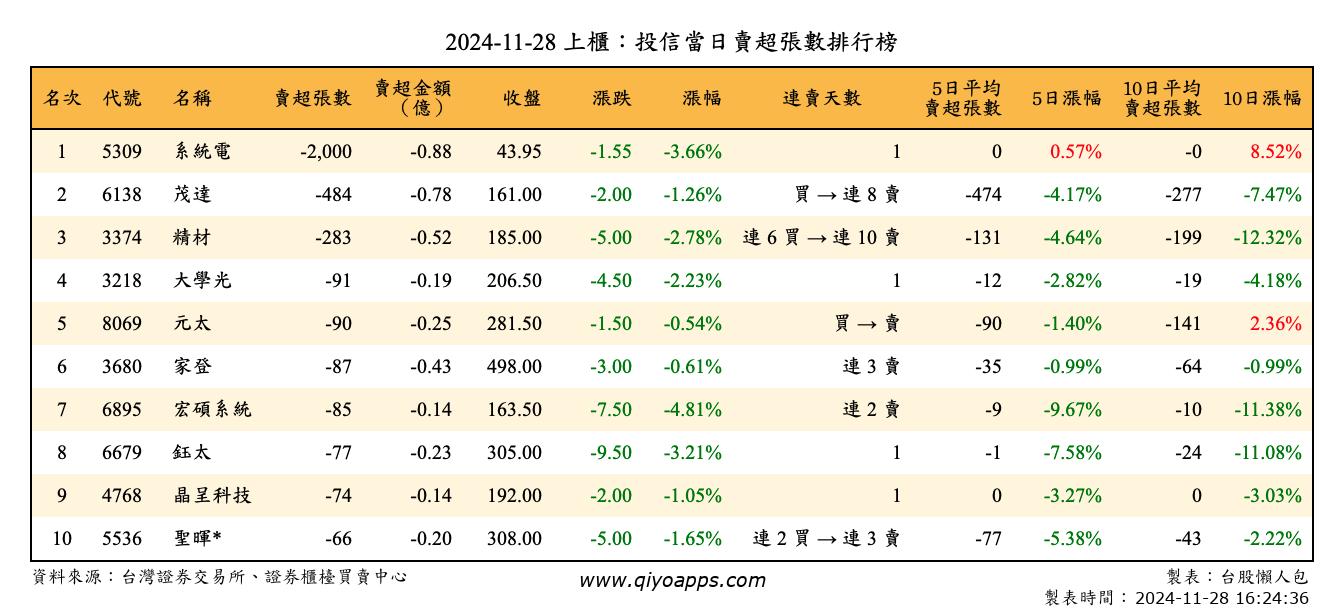 2024-11-28 上櫃：投信當日賣超張數排行榜
名次 代號 名稱 賣超張數 賣超金額（億） 收盤 漲跌 漲幅 連賣天數 5日平均賣超張數 5日漲幅 10日平均賣超張數 10日漲幅
1 5309 系統電 -2,000 -0.88 43.95 -1.55 -3.66% 1 0 0.57% -0 8.52%
2 6138 茂達 -484 -0.78 161.00 -2.00 -1.26% 買 → 連 8 賣 -474 -4.17% -277 -7.47%
3 3374 精材 -283 -0.52 185.00 -5.00 -2.78% 連 6 買 → 連 10 賣 -131 -4.64% -199 -12.32%
4 3218 大學光 -91 -0.19 206.50 -4.50 -2.23% 1 -12 -2.82% -19 -4.18%
5 8069 元太 -90 -0.25 281.50 -1.50 -0.54% 買 → 賣 -90 -1.40% -141 2.36%
6 3680 家登 -87 -0.43 498.00 -3.00 -0.61% 連 3 賣 -35 -0.99% -64 -0.99%
7 6895 宏碩系統 -85 -0.14 163.50 -7.50 -4.81% 連 2 賣 -9 -9.67% -10 -11.38%
8 6679 鈺太 -77 -0.23 305.00 -9.50 -3.21% 1 -1 -7.58% -24 -11.08%
9 4768 晶呈科技 -74 -0.14 192.00 -2.00 -1.05% 1 0 -3.27% 0 -3.03%
10 5536 聖暉* -66 -0.20 308.00 -5.00 -1.65% 連 2 買 → 連 3 賣 -77 -5.38% -43 -2.22%
資料來源：台灣證券交易所、證券櫃檯買賣中心 www.qiyoapps.com 製表：台股懶人包
製表時間：2024-11-28 16:24:36